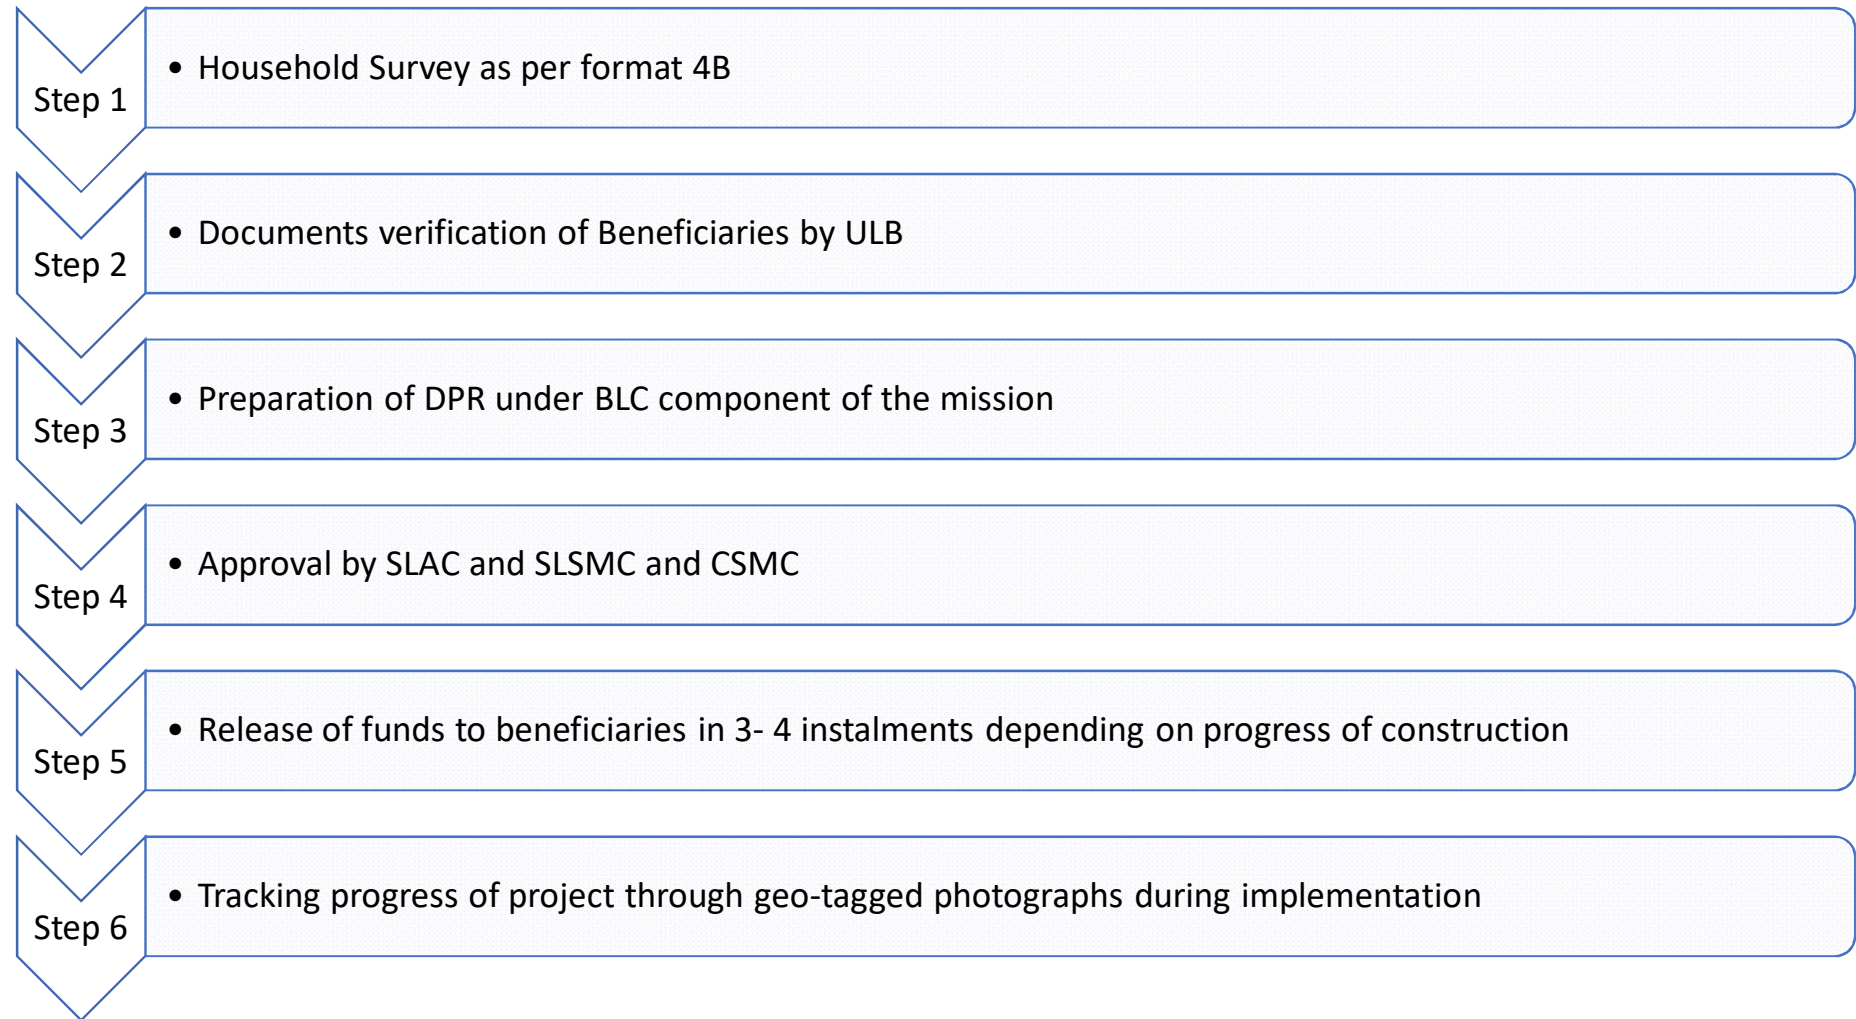 Step 1
• Household Survey as per format 4B
Step 2
• Documents verification of Beneficiaries by ULB
Step 3
• Preparation of DPR under BLC component of the mission
Step 4
• Approval by SLAC and SLSMC and CSMC
Step 5
• Release of funds to beneficiaries in 3- 4 instalments depending on progress of construction
Step 6
• Tracking progress of project through geo-tagged photographs during implementation